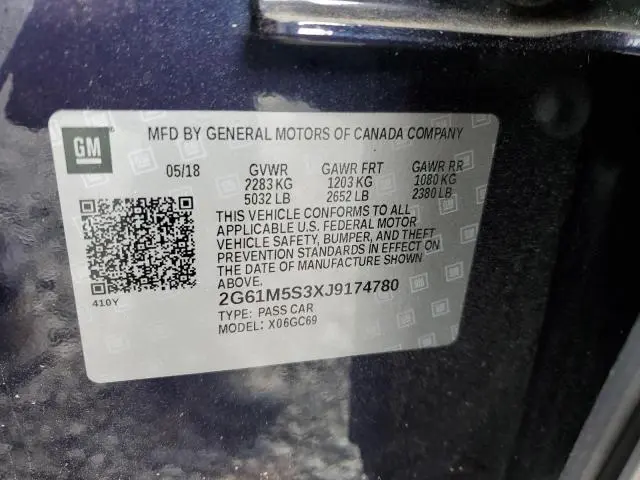 GM
MFD BY GENERAL MOTORS OF CANADA COMPANY
05/18 GVWR GAWR FRT GAWR RR
2283 KG 1203 KG 1080 KG
5032 LB 2652 LB 2380 LB
THIS VEHICLE CONFORMS TO ALL
APPLICABLE U.S. FEDERAL MOTOR
VEHICLE SAFETY, BUMPER, AND THEFT
PREVENTION STANDARDS IN EFFECT ON
THE DATE OF MANUFACTURE SHOWN
ABOVE.
410Y
2G61M5S3XJ9174780
TYPE: PASS CAR
MODEL: X06GC69